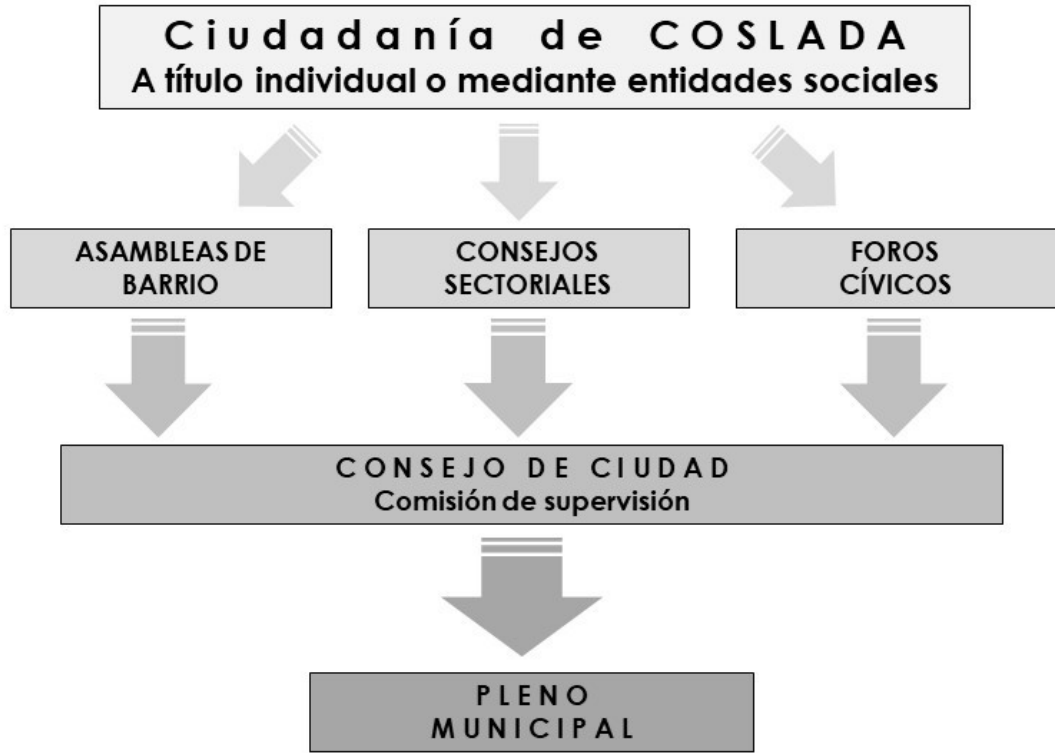 Ciudadanía de COSLADA
A título individual o mediante entidades sociales
ASAMBLEAS DE
BARRIO
CONSEJOS
SECTORIALES
FOROS
CÍVICOS
CONSEJO DE CIUDAD
Comisión de supervisión
PLENO
MUNICIPAL